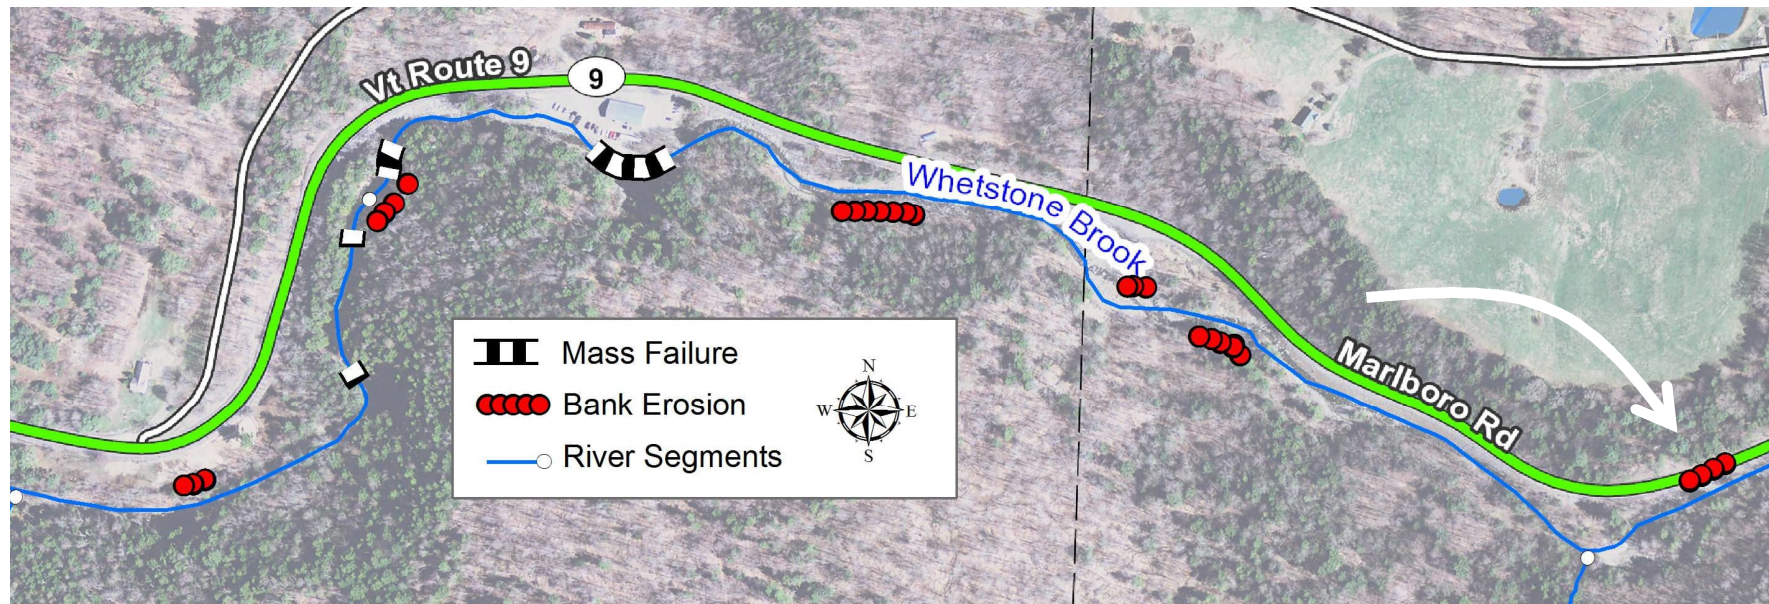 Vt Route 9
9
Whetstone Brook
Marlboro Rd
Mass Failure
Bank Erosion
River Segments
N
W E
S